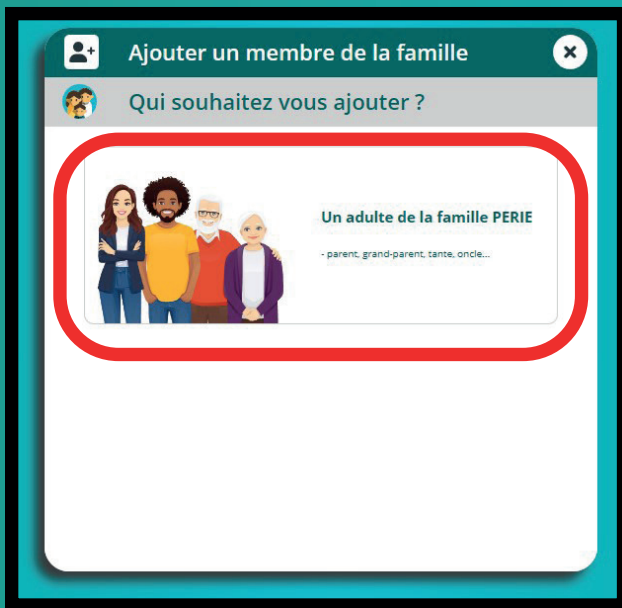 Ajouter un membre de la famille
Qui souhaitez vous ajouter ?
Un adulte de la famille PERIE
- parent, grand-parent, tante, oncle...